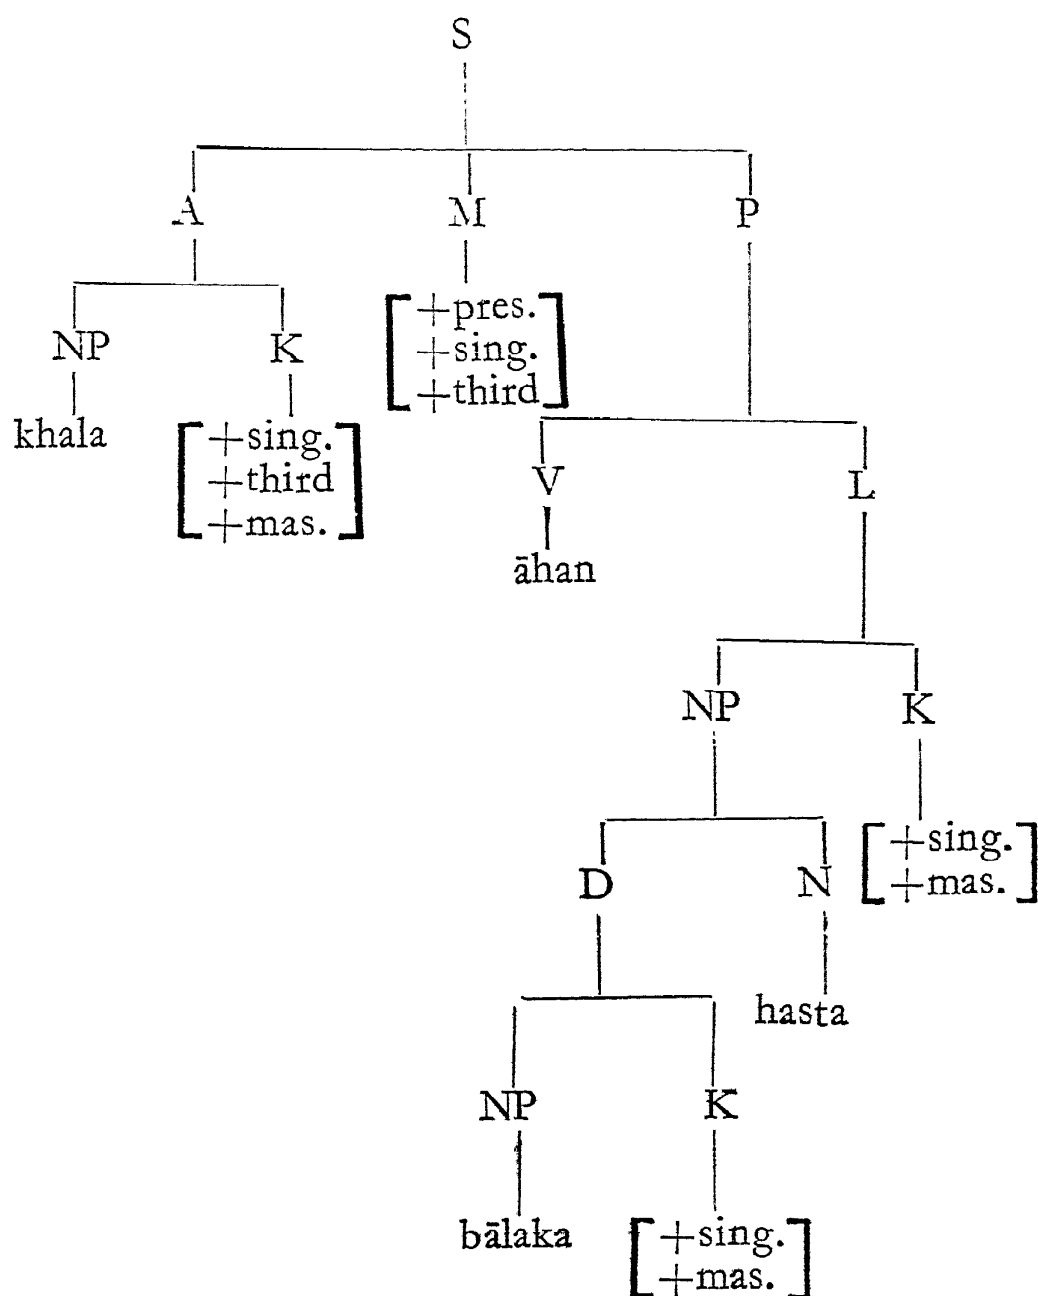 S
A M P
NP K
+pres.
+sing.
+third
khala
+sing.
+third
+mas.
V L
āhan
NP K
D N
+sing.
+mas.
hasta
NP K
bālaka
+sing.
+mas.